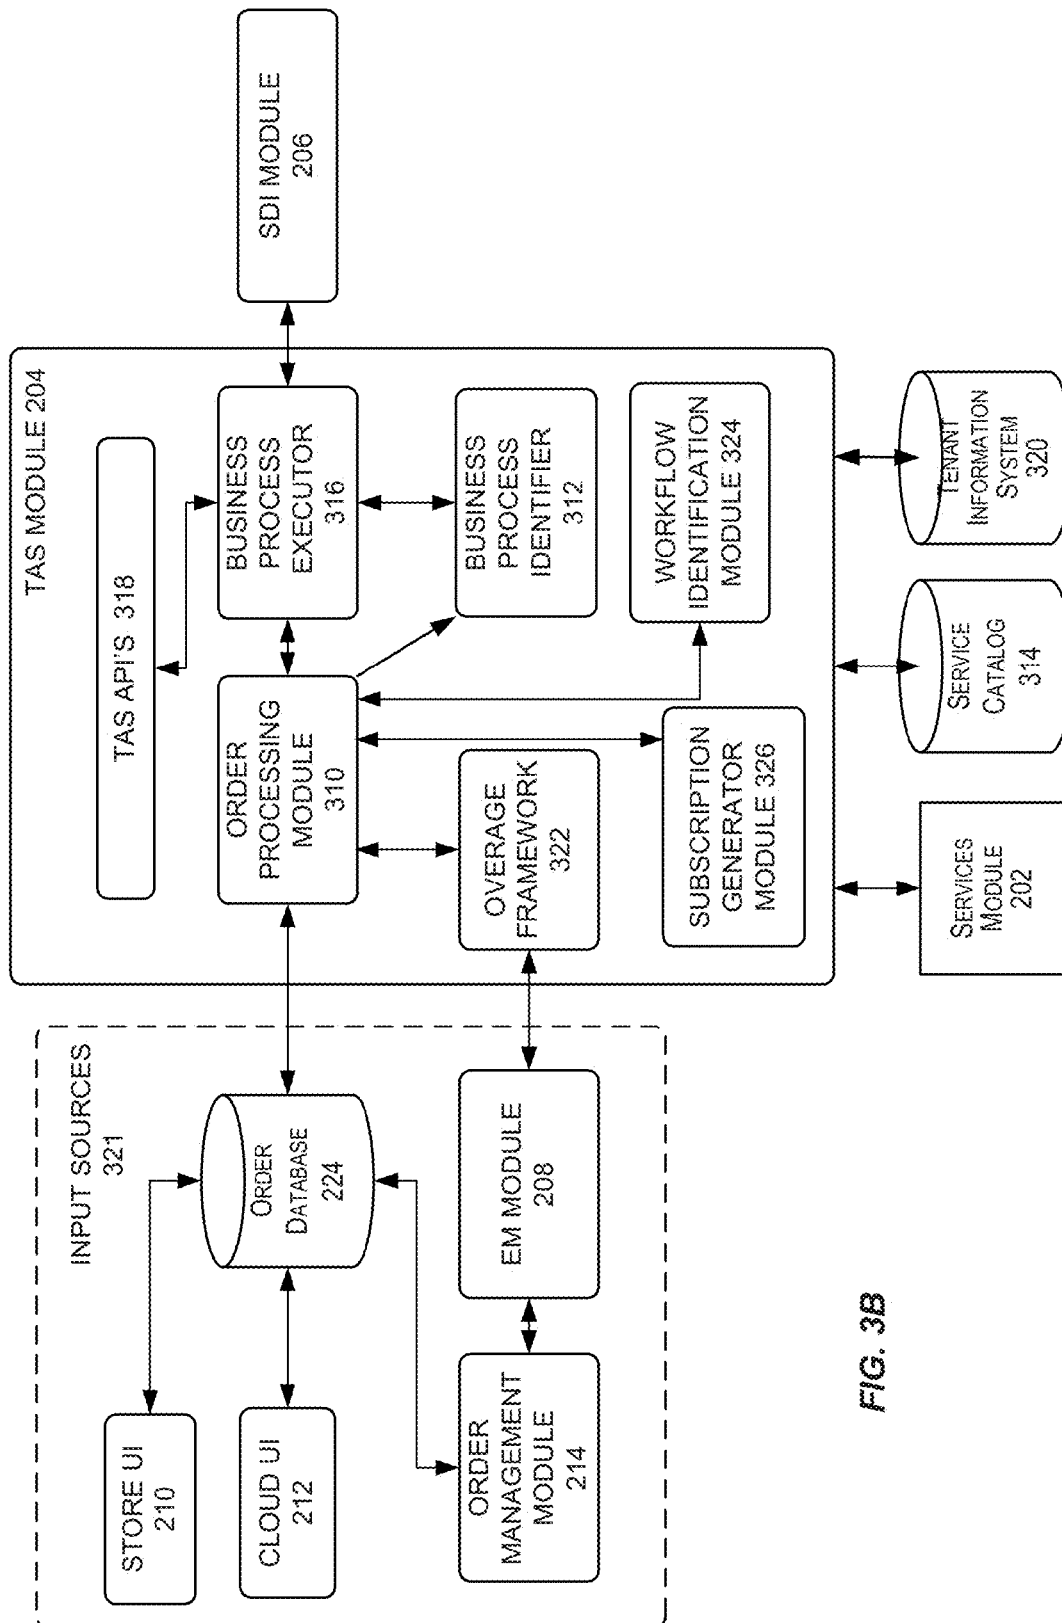 INPUT SOURCES
321
STORE UI
210
CLOUD UI
212
ORDER
DATABASE
224
ORDER
MANAGEMENT
MODULE
214
EM MODULE
208
TAS MODULE 204
TAS API'S 318
ORDER
PROCESSING
MODULE
310
BUSINESS
PROCESS
EXECUTOR
316
OVERAGE
FRAMEWORK
322
BUSINESS
PROCESS
IDENTIFIER
312
SUBSCRIPTION
GENERATOR
MODULE 326
WORKFLOW
IDENTIFICATION
MODULE 324
SDI MODULE
206
SERVICES
MODULE
202
SERVICE
CATALOG
314
TENANT
INFORMATION
SYSTEM
320
FIG. 3B